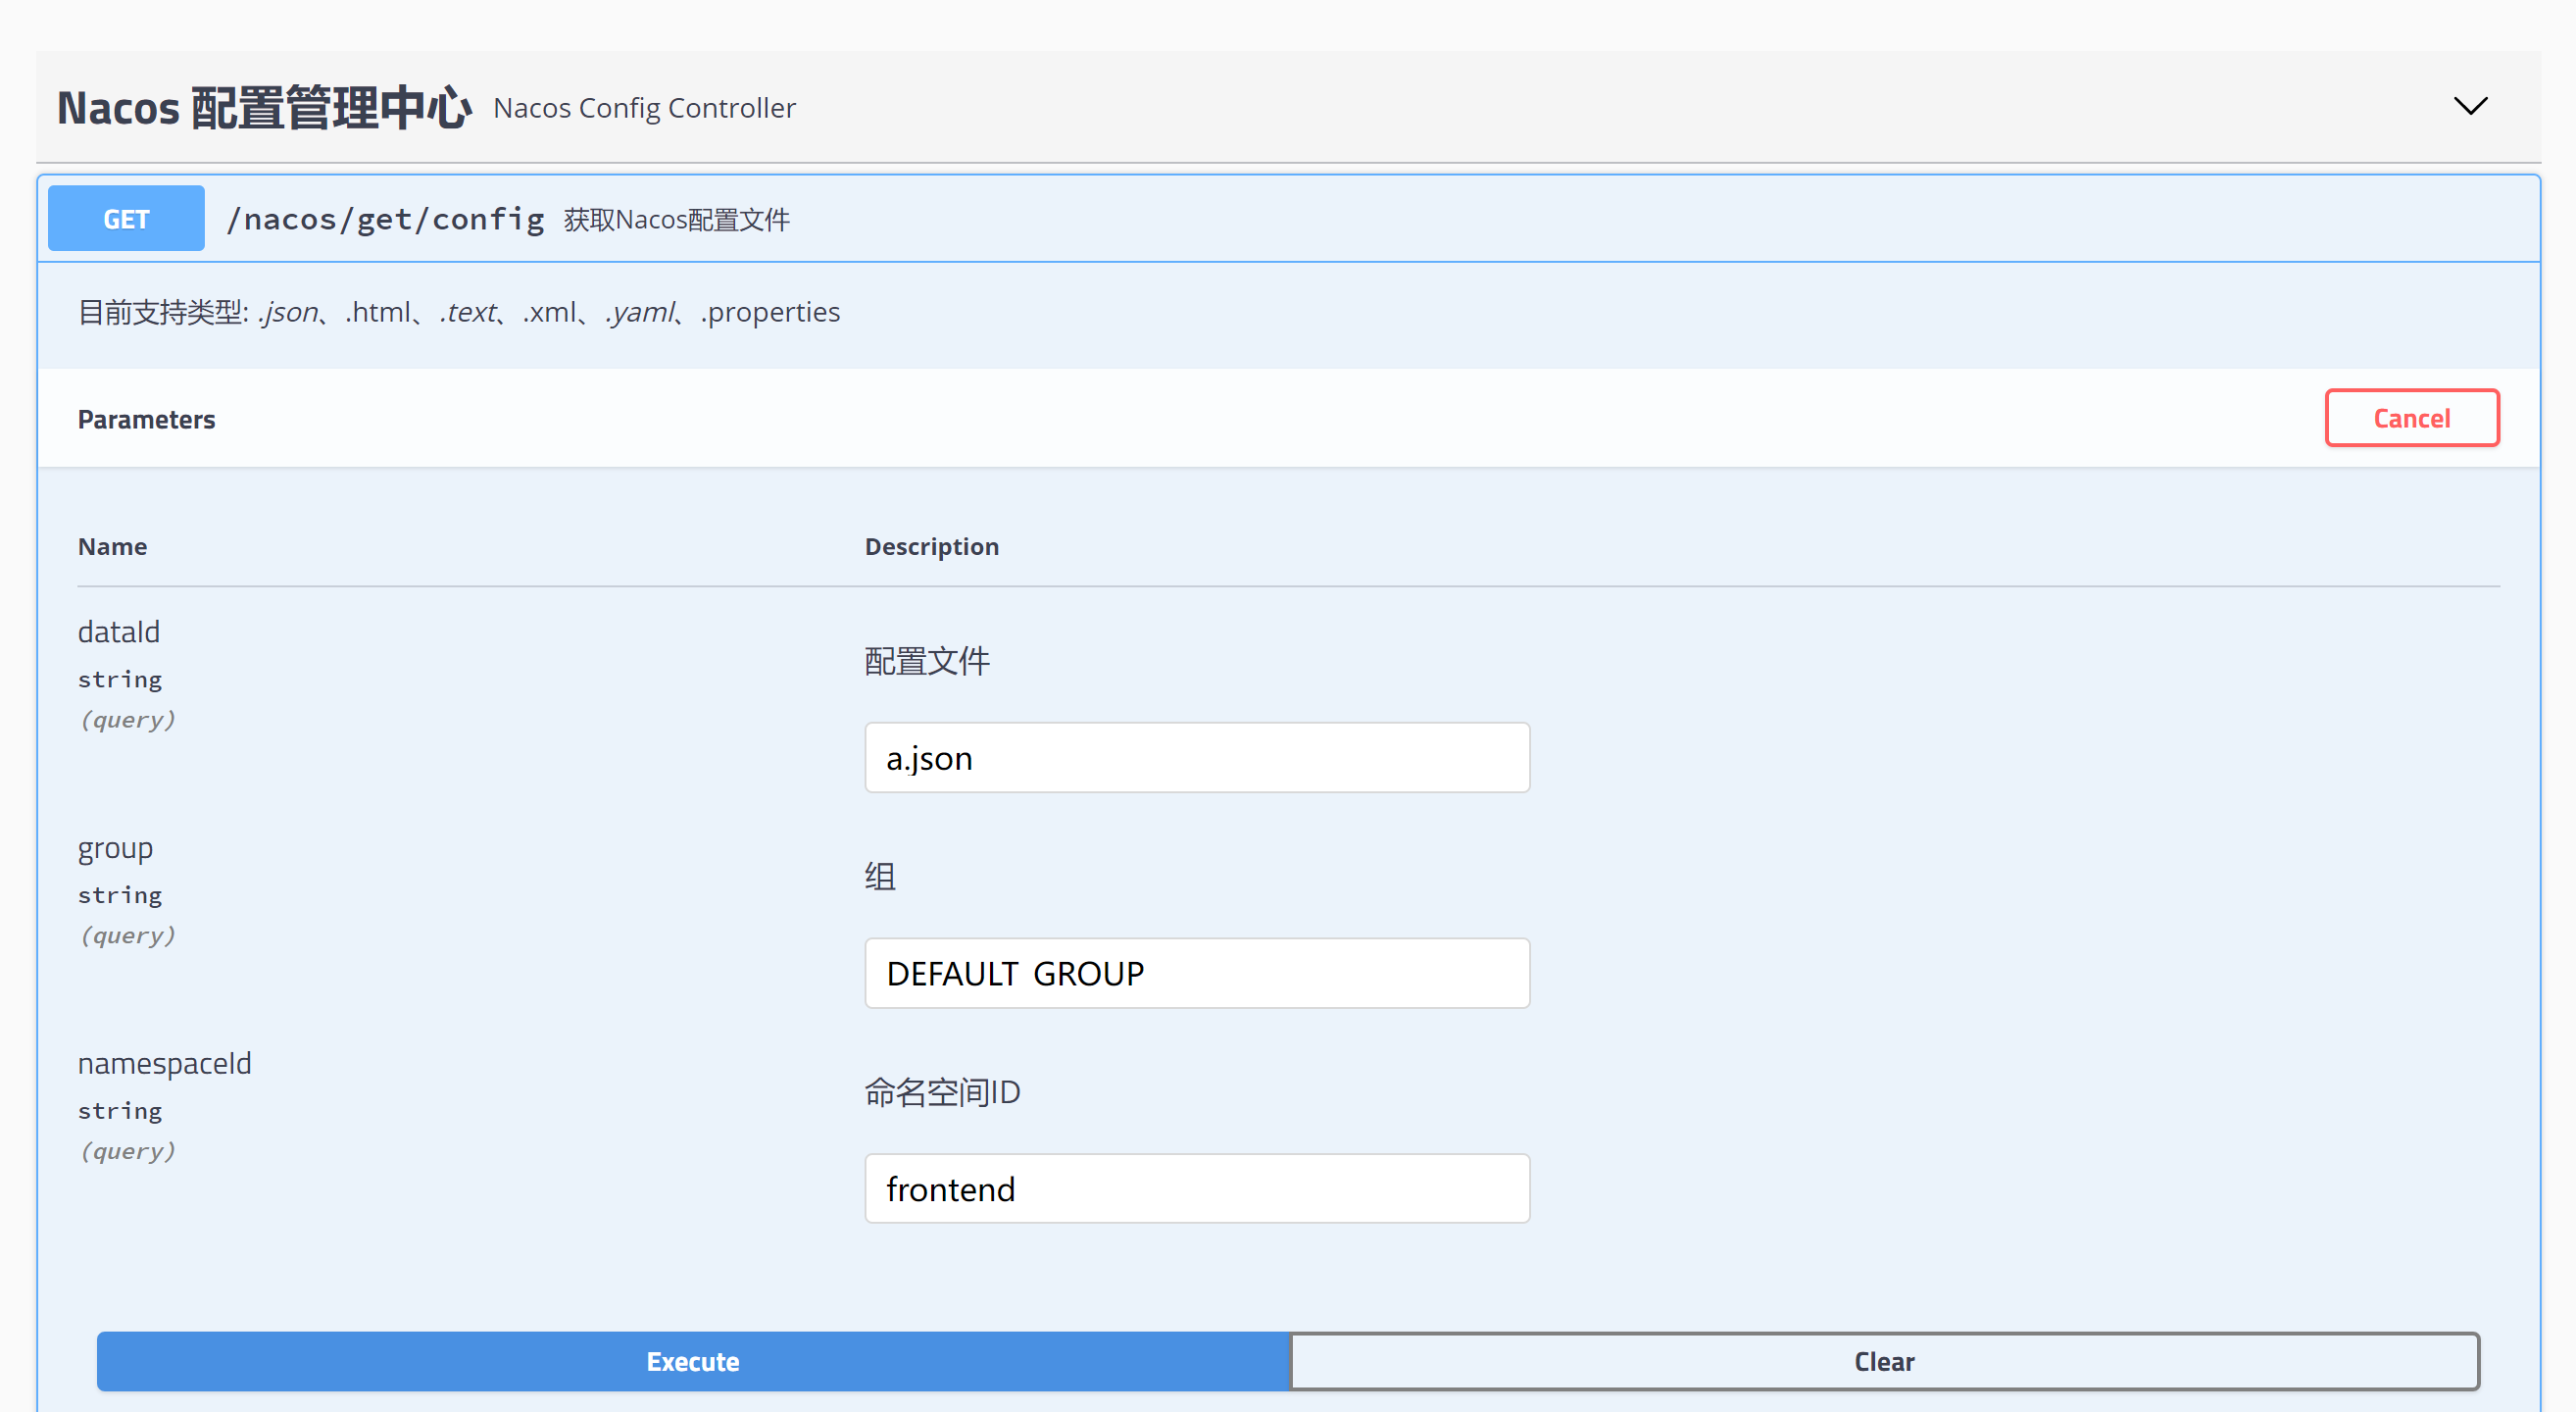 Nacos 配置管理中心 Nacos Config Controller
GET /nacos/get/config 获取Nacos配置文件
目前支持类型: .json、.html、.text、.xml、.yaml、.properties
Parameters Cancel
Name Description
dataId
string
(query)
配置文件
a.json
group
string
(query)
组
DEFAULT GROUP
namespaceId
string
(query)
命名空间ID
frontend
Execute Clear